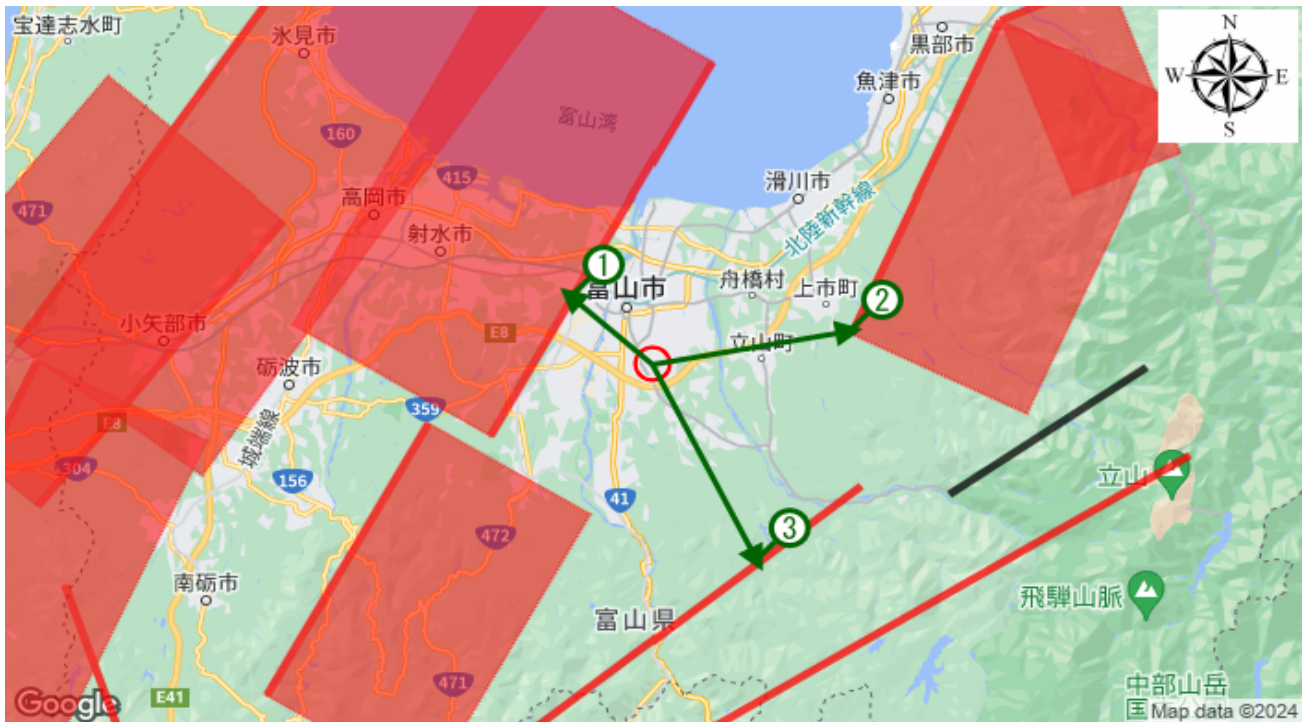 宝達志水町
氷見市
黒部市
N
W
E
S
魚津市
富山湾
160
415
滑川市
471
高岡市
北陸新幹線
射水市
①
富山市
舟橋村
上市町
②
小矢部市
E8
立山町
砺波市
359
E8
城端線
304
156
立山
41
472
③
南砺市
飛騨山脈
富山県
471
中部山岳
E41
Google
国
Map data ©2024